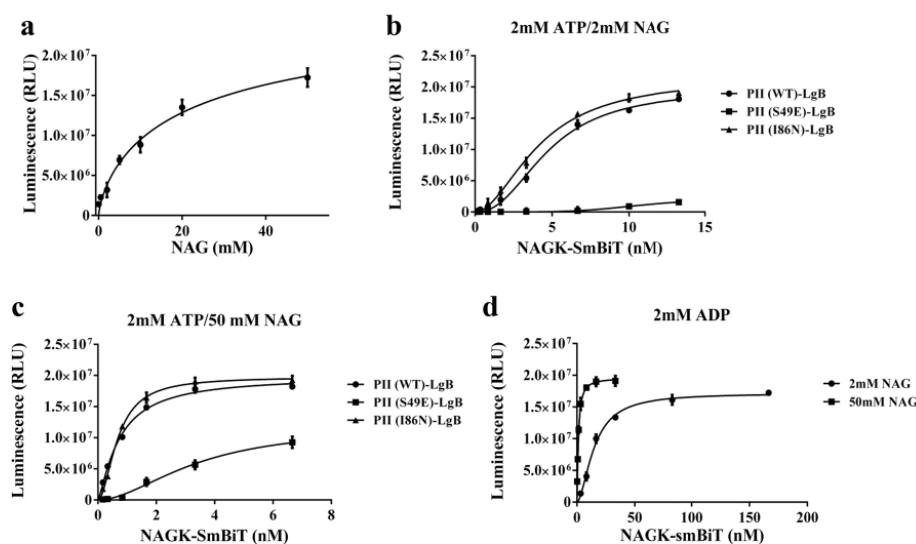 a
Luminescence (RLU)
2.0×10⁷
1.5×10⁷
1.0×10⁷
5.0×10⁶
0.0
0
20
40
NAG (mM)
b
2mM ATP/2mM NAG
Luminescence (RLU)
2.5×10⁷
2.0×10⁷
1.5×10⁷
1.0×10⁷
5.0×10⁶
0.0
0
5
10
15
NAGK-SmBiT (nM)
PII (WT)-LgB
PII (S49E)-LgB
PII (I86N)-LgB
c
2mM ATP/50 mM NAG
Luminescence (RLU)
2.5×10⁷
2.0×10⁷
1.5×10⁷
1.0×10⁷
5.0×10⁶
0.0
0
2
4
6
8
NAGK-SmBiT (nM)
PII (WT)-LgB
PII (S49E)-LgB
PII (I86N)-LgB
d
2mM ADP
Luminescence (RLU)
2.5×10⁷
2.0×10⁷
1.5×10⁷
1.0×10⁷
5.0×10⁶
0.0
0
50
100
150
200
NAGK-smBiT (nM)
2mM NAG
50mM NAG